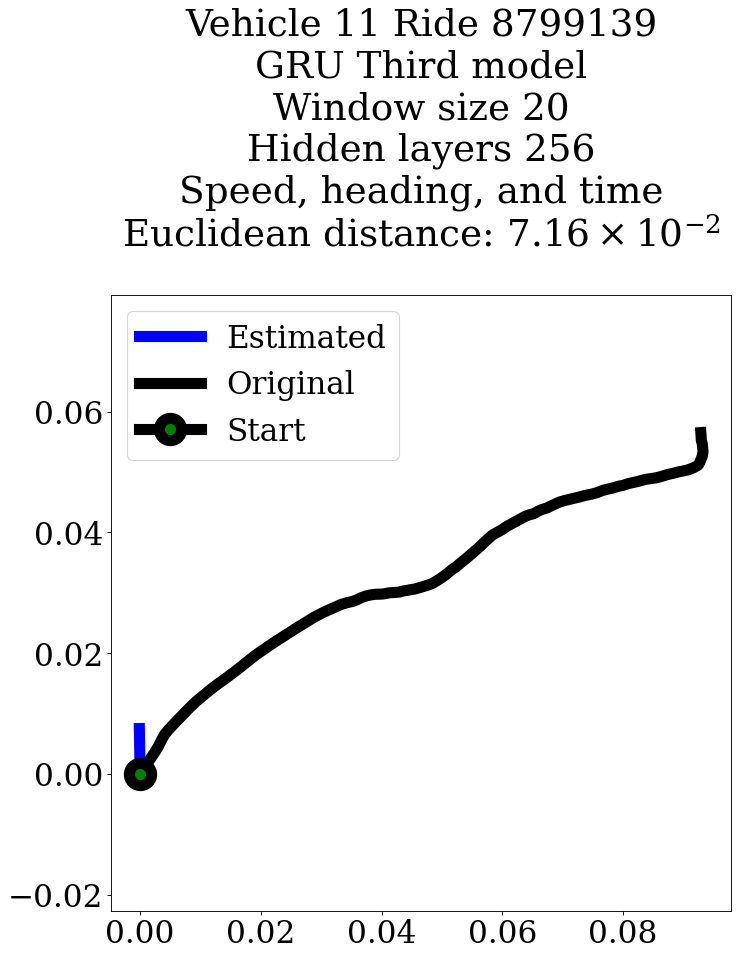 Vehicle 11 Ride 8799139
GRU Third model
Window size 20
Hidden layers 256
Speed, heading, and time
Euclidean distance: 7.16 × 10⁻²
Estimated
Original
Start
0.06
0.04
0.02
0.00
−0.02
0.00 0.02 0.04 0.06 0.08